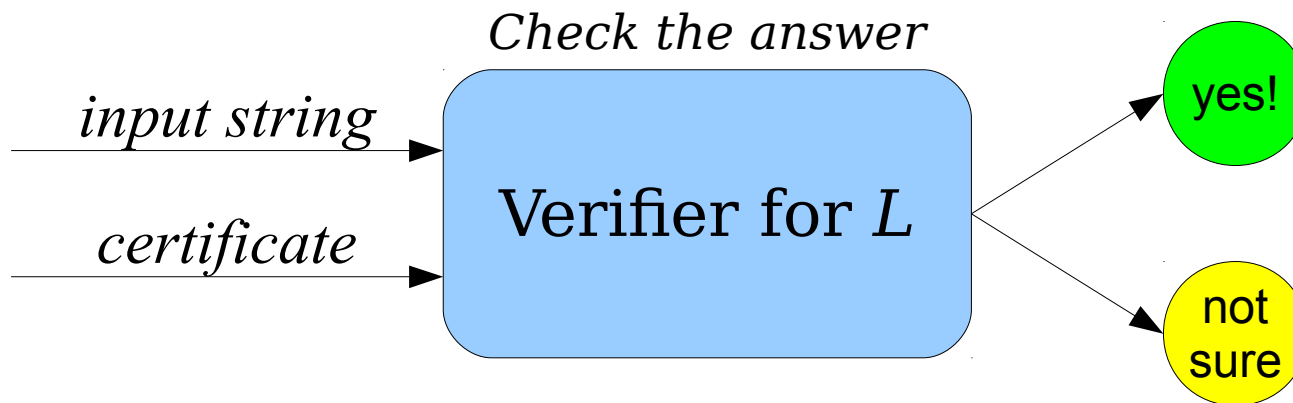 Check the answer
input string
certificate
Verifier for L
yes!
not
sure